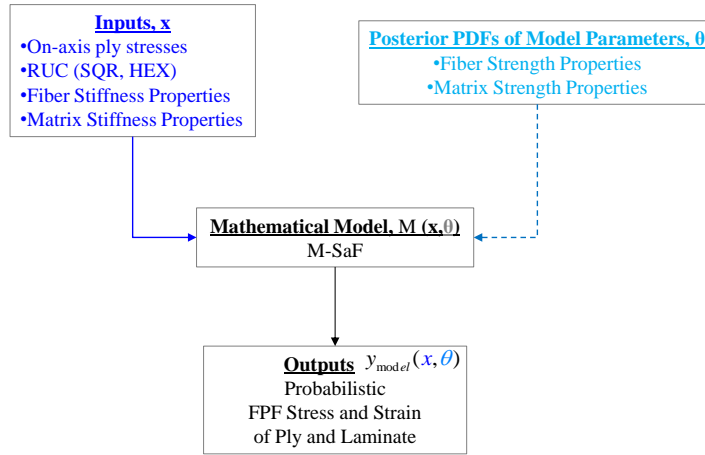 Inputs, x
•On-axis ply stresses
•RUC (SQR, HEX)
•Fiber Stiffness Properties
•Matrix Stiffness Properties
Posterior PDFs of Model Parameters, θ
•Fiber Strength Properties
•Matrix Strength Properties
Mathematical Model, M (x,θ)
M-SaF
Outputs y_model(x,θ)
Probabilistic
FPF Stress and Strain
of Ply and Laminate